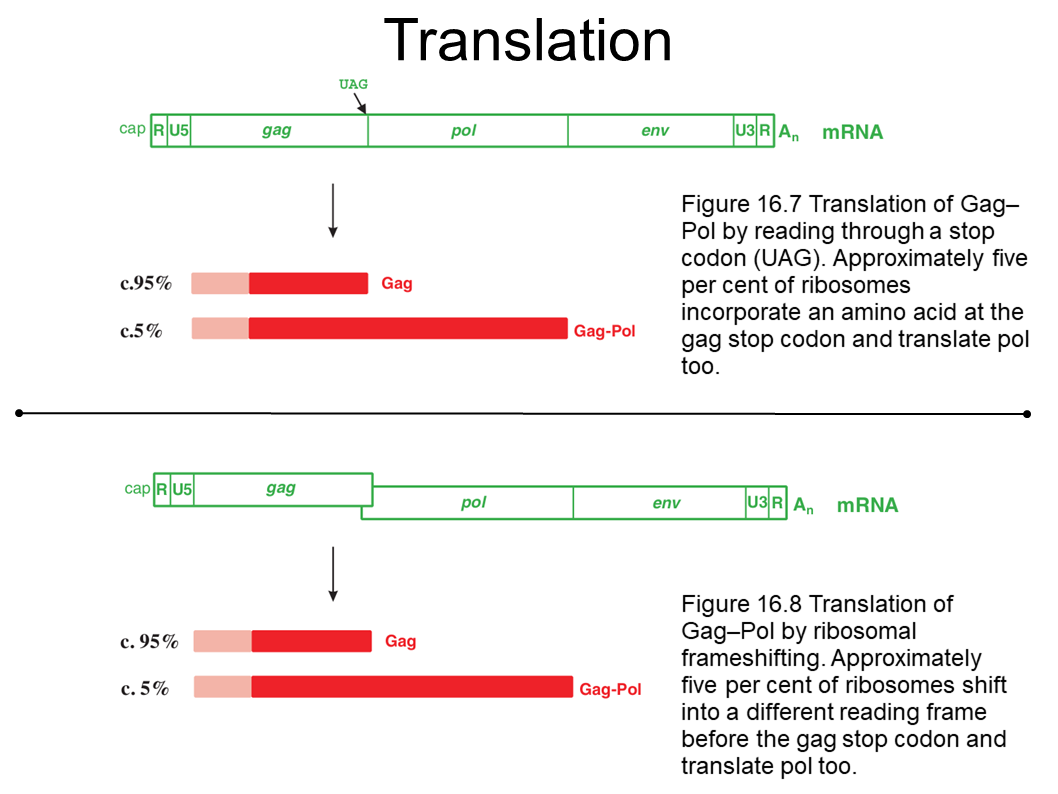 Translation
UAG
cap R U5 gag pol env U3 R An mRNA
Figure 16.7 Translation of Gag–
Pol by reading through a stop
codon (UAG). Approximately five
per cent of ribosomes
incorporate an amino acid at the
gag stop codon and translate pol
too.
c.95% Gag
c.5% Gag-Pol
cap R U5 gag pol env U3 R An mRNA
Figure 16.8 Translation of
Gag–Pol by ribosomal
frameshifting. Approximately
five per cent of ribosomes shift
into a different reading frame
before the gag stop codon and
translate pol too.
c. 95% Gag
c. 5% Gag-Pol